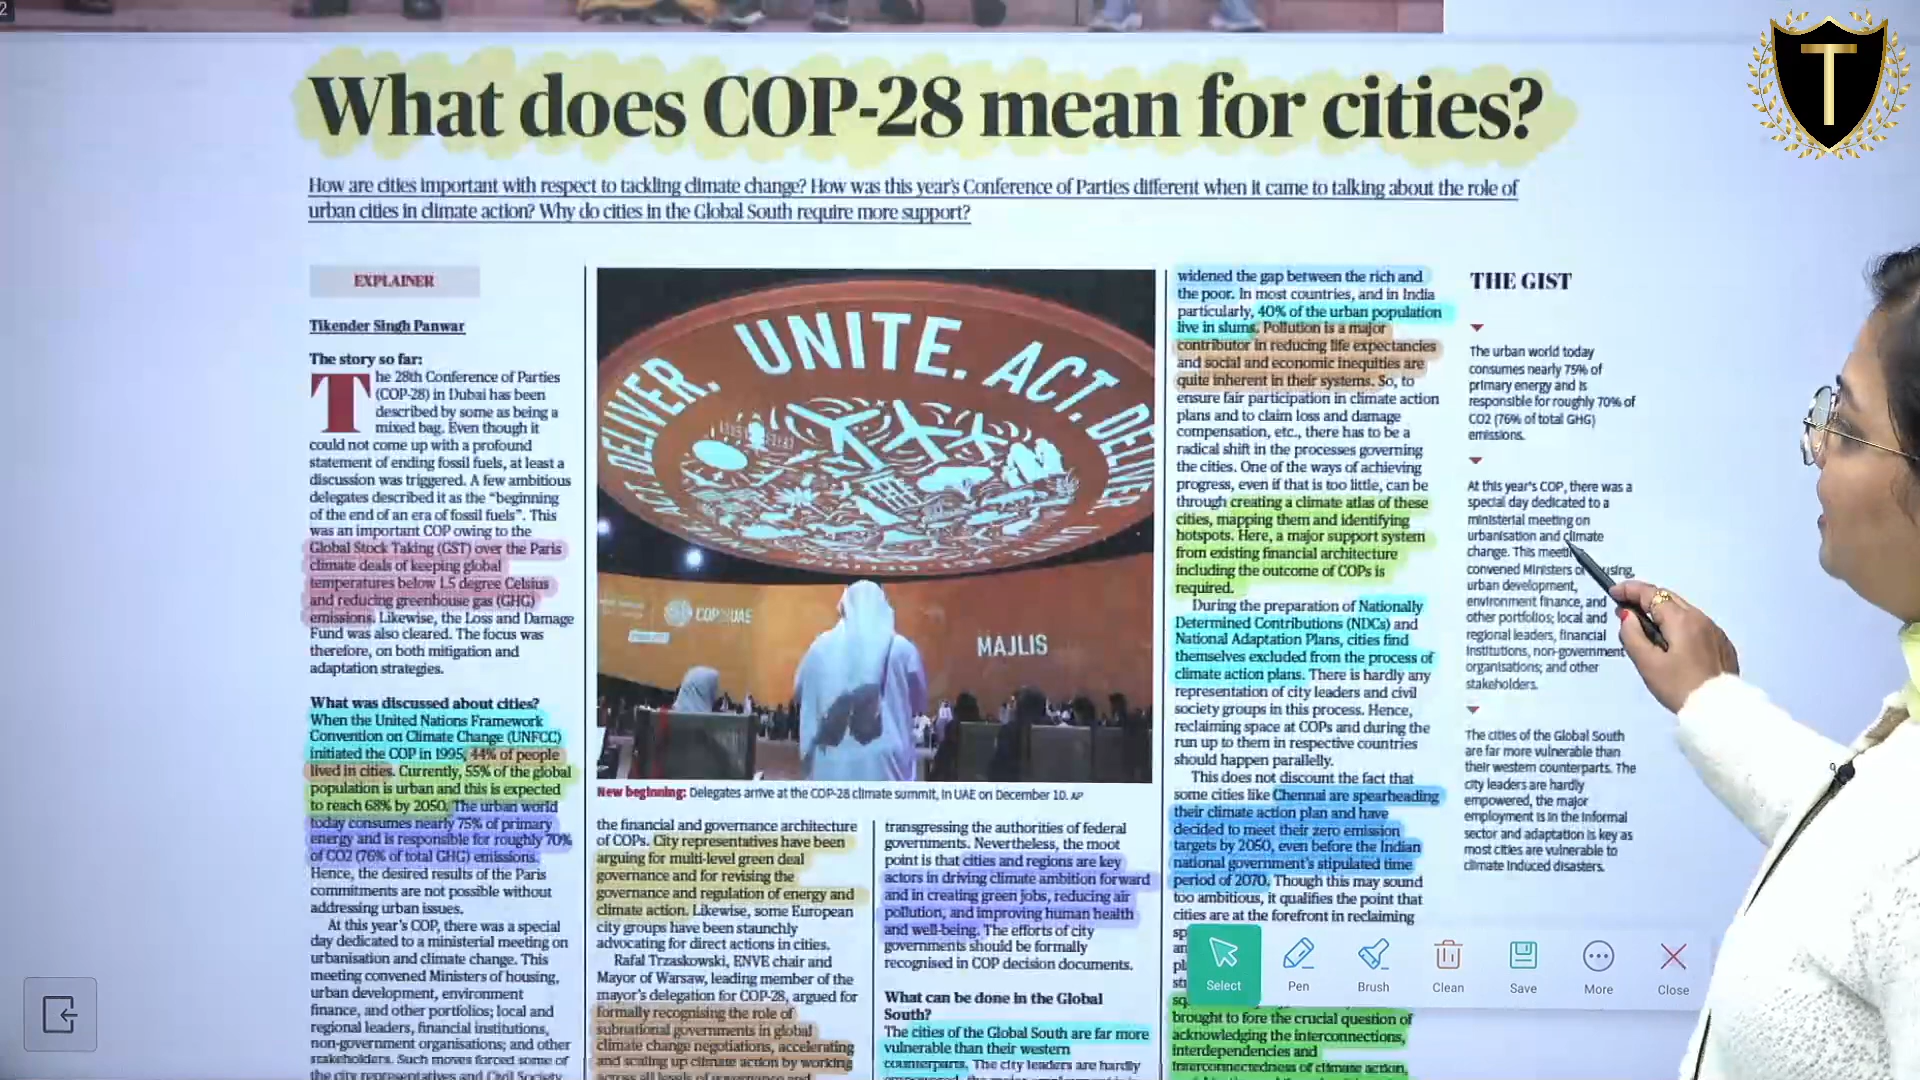 2
T
What does COP-28 mean for cities?
How are cities important with respect to tackling climate change? How was this year's Conference of Parties different when it came to talking about the role of
urban cities in climate action? Why do cities in the Global South require more support?
EXPLAINER
Tikender Singh Panwar
The story so far:
The 28th Conference of Parties
(COP-28) in Dubai has been
described by some as being a
mixed bag. Even though it
could not come up with a profound
statement of ending fossil fuels, at least a
discussion was triggered. A few ambitious
delegates described it as the "beginning
of the end of an era of fossil fuels". This
was an important COP owing to the
Global Stock Taking (GST) over the Paris
climate deals of keeping global
temperatures below 1.5 degree Celsius
and reducing greenhouse gas (GHG)
emissions. Likewise, the Loss and Damage
Fund was also cleared. The focus was
therefore, on both mitigation and
adaptation strategies.
What was discussed about cities?
When the United Nations Framework
Convention on Climate Change (UNFCC)
initiated the COP in 1995, 44% of people
lived in cities. Currently, 55% of the global
population is urban and this is expected
to reach 68% by 2050. The urban world
today consumes nearly 75% of primary
energy and is responsible for roughly 70%
of CO2 (76% of total GHG) emissions.
Hence, the desired results of the Paris
commitments are not possible without
addressing urban issues.
At this year's COP, there was a special
day dedicated to a ministerial meeting on
urbanisation and climate change. This
meeting convened Ministers of housing,
urban development, environment
finance, and other portfolios; local and
regional leaders, financial institutions,
non-government organisations; and other
stakeholders. Such moves forced some of
the city representatives and Civil Society
DELIVER. UNITE. ACT. DELIVER.
COP28UAE
MAJLIS
New beginning: Delegates arrive at the COP-28 climate summit, in UAE on December 10. AP
the financial and governance architecture
of COPs. City representatives have been
arguing for multi-level green deal
governance and for revising the
governance and regulation of energy and
climate action. Likewise, some European
city groups have been staunchly
advocating for direct actions in cities.
Rafal Trzaskowski, ENVE chair and
Mayor of Warsaw, leading member of the
mayor's delegation for COP-28, argued for
formally recognising the role of
subnational governments in global
climate change negotiations, accelerating
and scaling up climate action by working
across all levels of governance and
transgressing the authorities of federal
governments. Nevertheless, the moot
point is that cities and regions are key
actors in driving climate ambition forward
and in creating green jobs, reducing air
pollution, and improving human health
and well-being. The efforts of city
governments should be formally
recognised in COP decision documents.
What can be done in the Global
South?
The cities of the Global South are far more
vulnerable than their western
counterparts. The city leaders are hardly
widened the gap between the rich and
the poor. In most countries, and in India
particularly, 40% of the urban population
live in slums. Pollution is a major
contributor in reducing life expectancies
and social and economic inequities are
quite inherent in their systems. So, to
ensure fair participation in climate action
plans and to claim loss and damage
compensation, etc., there has to be a
radical shift in the processes governing
the cities. One of the ways of achieving
progress, even if that is too little, can be
through creating a climate atlas of these
cities, mapping them and identifying
hotspots. Here, a major support system
from existing financial architecture
including the outcome of COPs is
required.
During the preparation of Nationally
Determined Contributions (NDCs) and
National Adaptation Plans, cities find
themselves excluded from the process of
climate action plans. There is hardly any
representation of city leaders and civil
society groups in this process. Hence,
reclaiming space at COPs and during the
run up to them in respective countries
should happen parallelly.
This does not discount the fact that
some cities like Chennai are spearheading
their climate action plan and have
decided to meet their zero emission
targets by 2050, even before the Indian
national government's stipulated time
period of 2070. Though this may sound
too ambitious, it qualifies the point that
cities are at the forefront in reclaiming
brought to fore the crucial question of
acknowledging the interconnections,
interdependencies and
interconnectedness of climate action,
THE GIST
The urban world today
consumes nearly 75% of
primary energy and is
responsible for roughly 70% of
CO2 (76% of total GHG)
emissions.
At this year's COP, there was a
special day dedicated to a
ministerial meeting on
urbanisation and climate
change. This
convened Ministers of
urban development,
environment finance, and
other portfolios; local and
regional leaders, financial
institutions, non-government
organisations; and other
stakeholders.
The cities of the Global South
are far more vulnerable than
their western counterparts. The
city leaders are hardly
empowered, the major
employment is in the informal
sector and adaptation is key as
most cities are vulnerable to
climate induced disasters.
Select
Pen
Brush
Clean
Save
More
Close